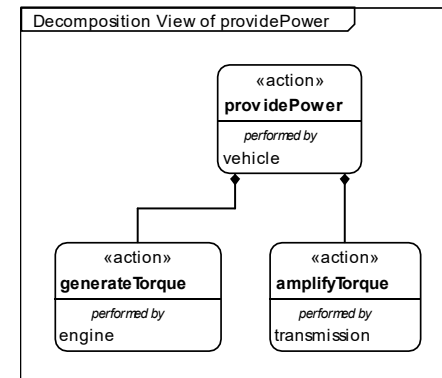 Decomposition View of providePower
«action»
providePower
performed by
vehicle
«action»
generateTorque
performed by
engine
«action»
amplifyTorque
performed by
transmission